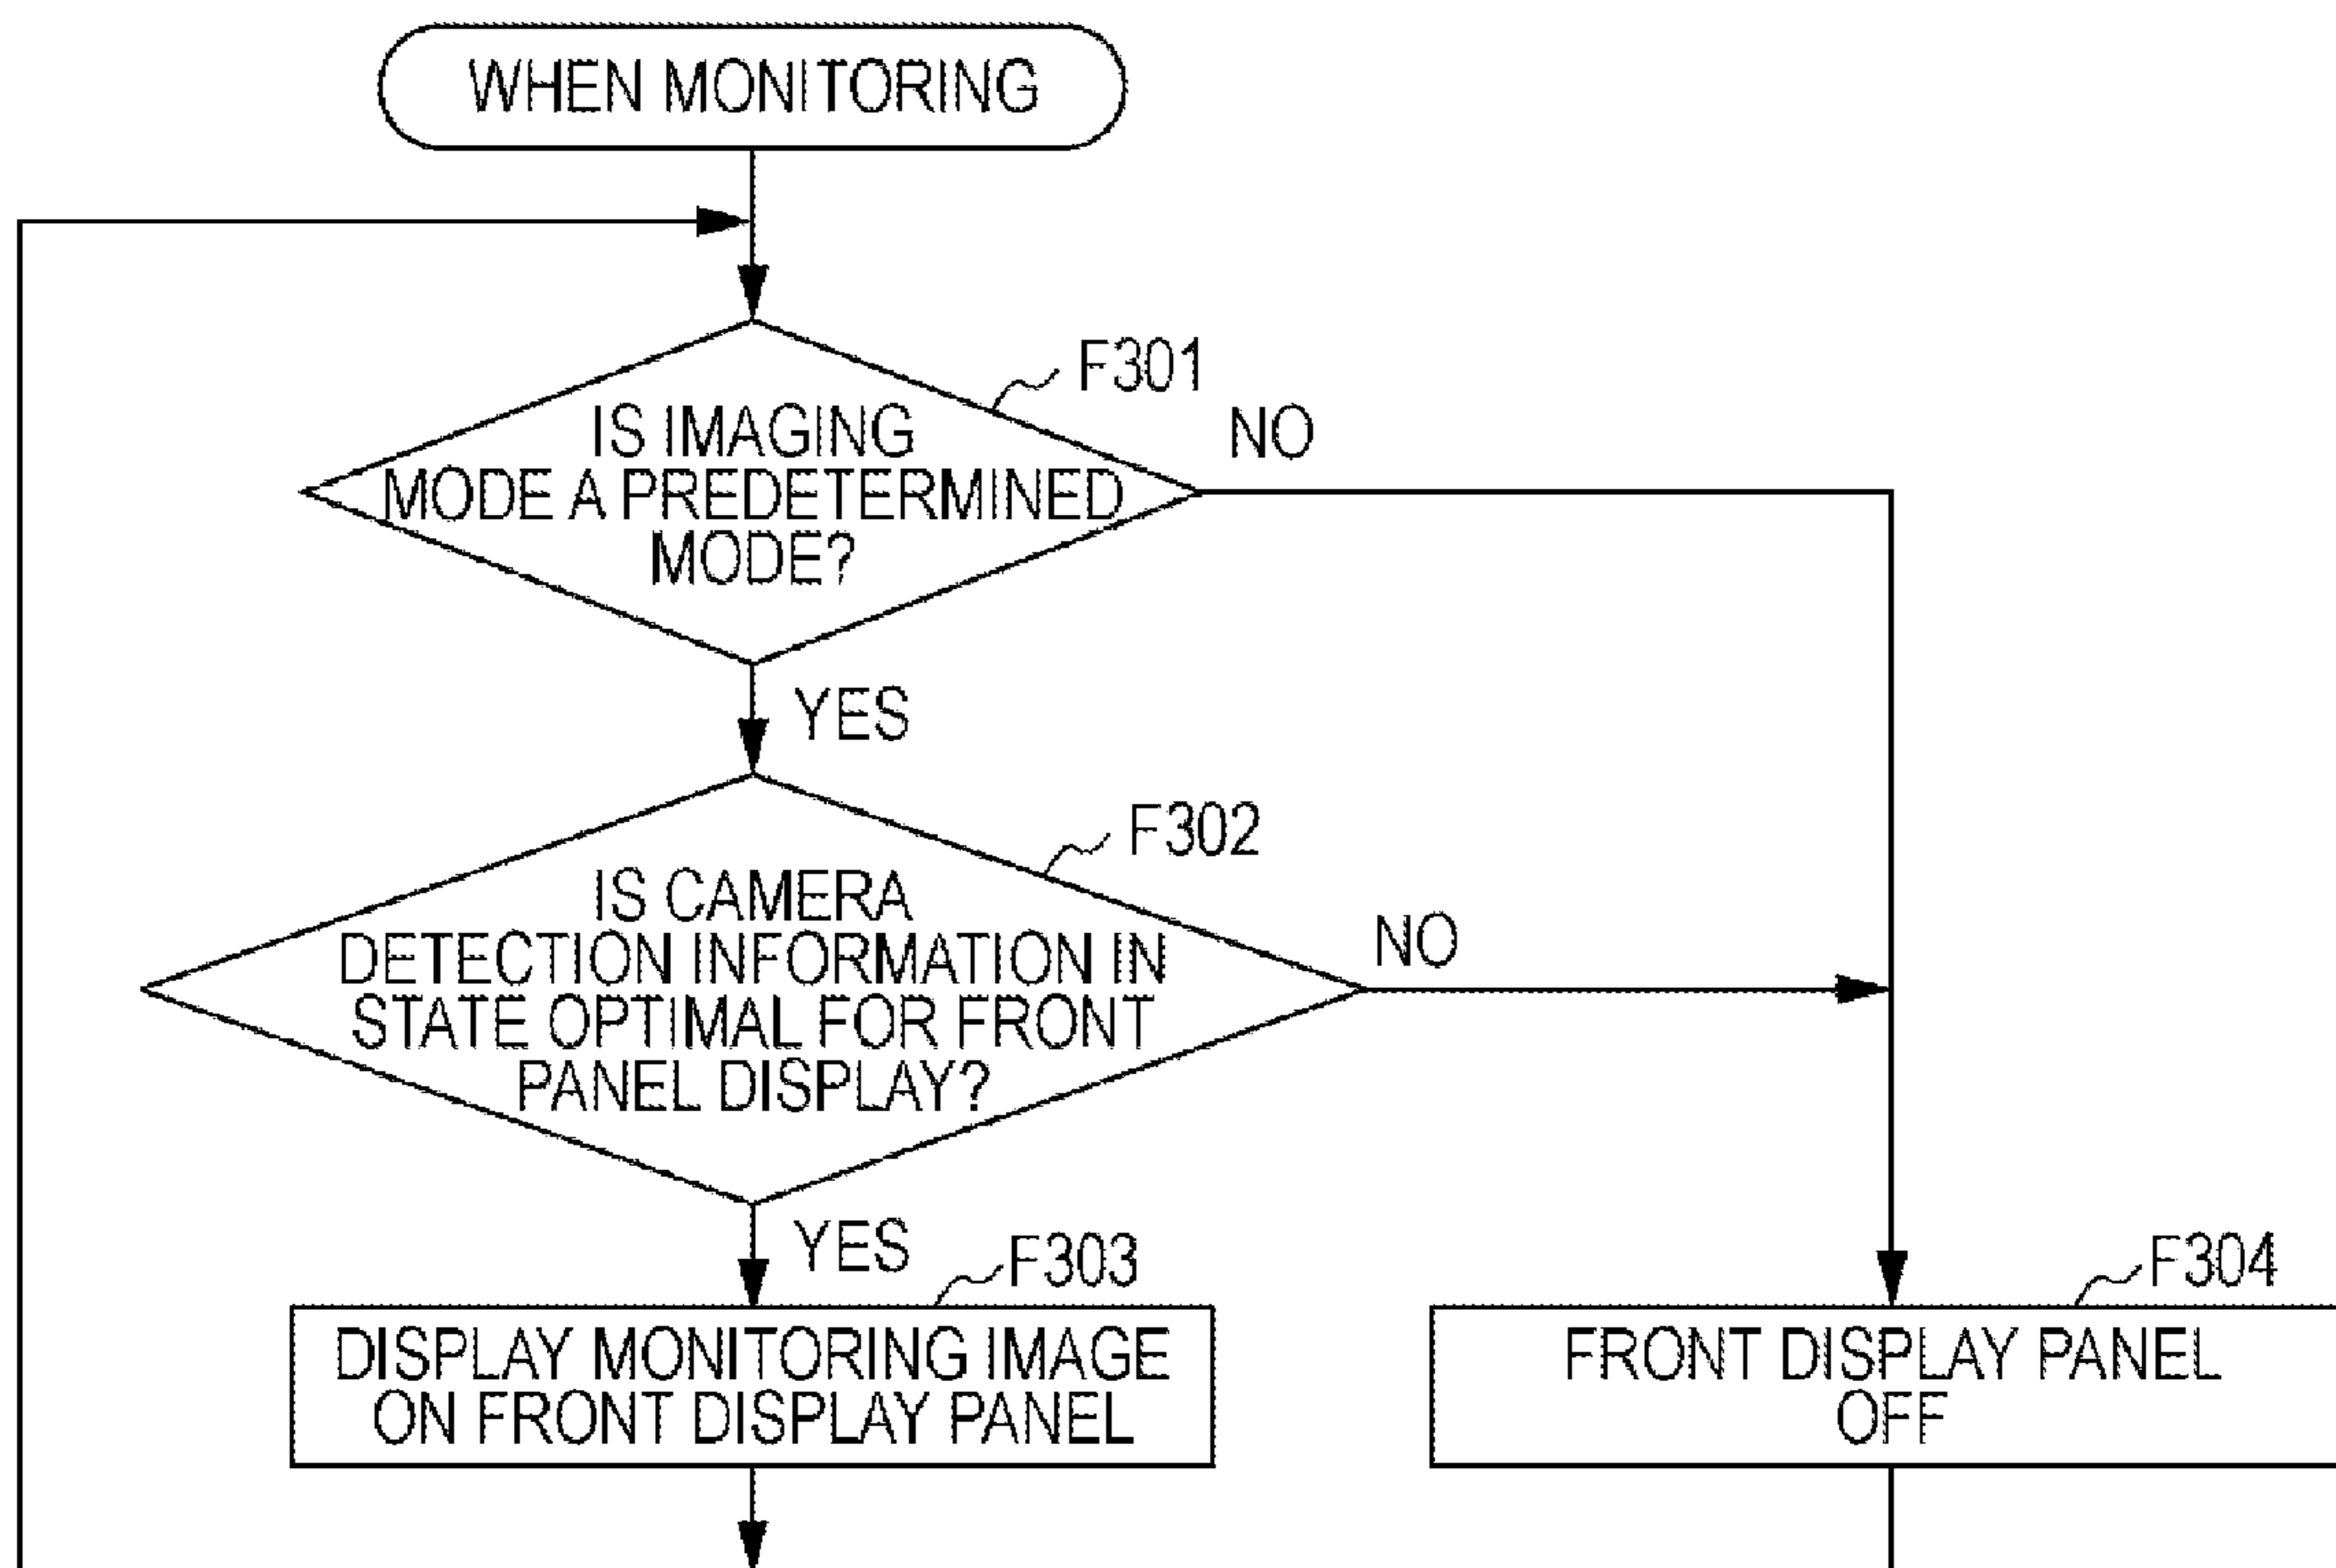 WHEN MONITORING
F301
IS IMAGING
MODE A PREDETERMINED
MODE?
NO
YES
F302
IS CAMERA
DETECTION INFORMATION IN
STATE OPTIMAL FOR FRONT
PANEL DISPLAY?
NO
YES
F303
DISPLAY MONITORING IMAGE
ON FRONT DISPLAY PANEL
F304
FRONT DISPLAY PANEL
OFF